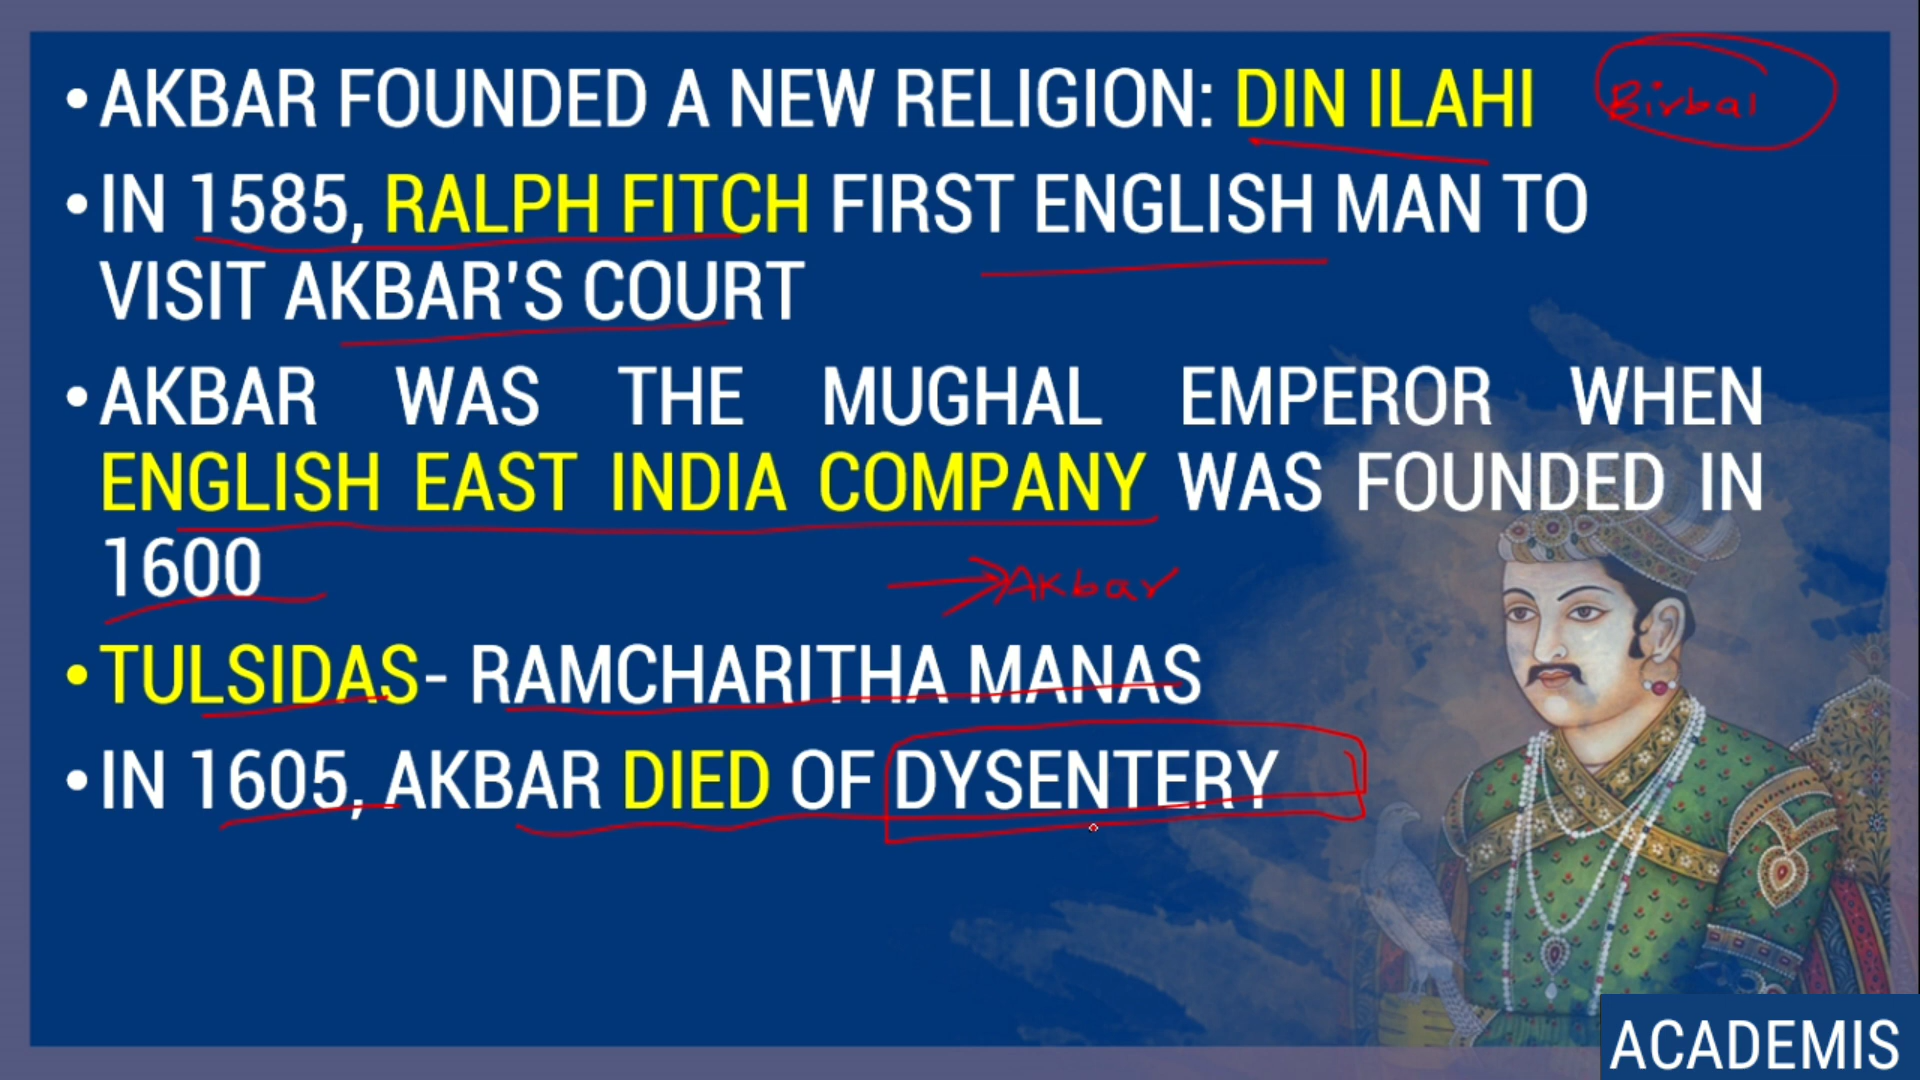 • AKBAR FOUNDED A NEW RELIGION: DIN ILAHI Birbal
• IN 1585, RALPH FITCH FIRST ENGLISH MAN TO
VISIT AKBAR'S COURT
• AKBAR WAS THE MUGHAL EMPEROR WHEN
ENGLISH EAST INDIA COMPANY WAS FOUNDED IN
1600
→ Akbar
• TULSIDAS- RAMCHARITHA MANAS
• IN 1605, AKBAR DIED OF DYSENTERY
ACADEMIS